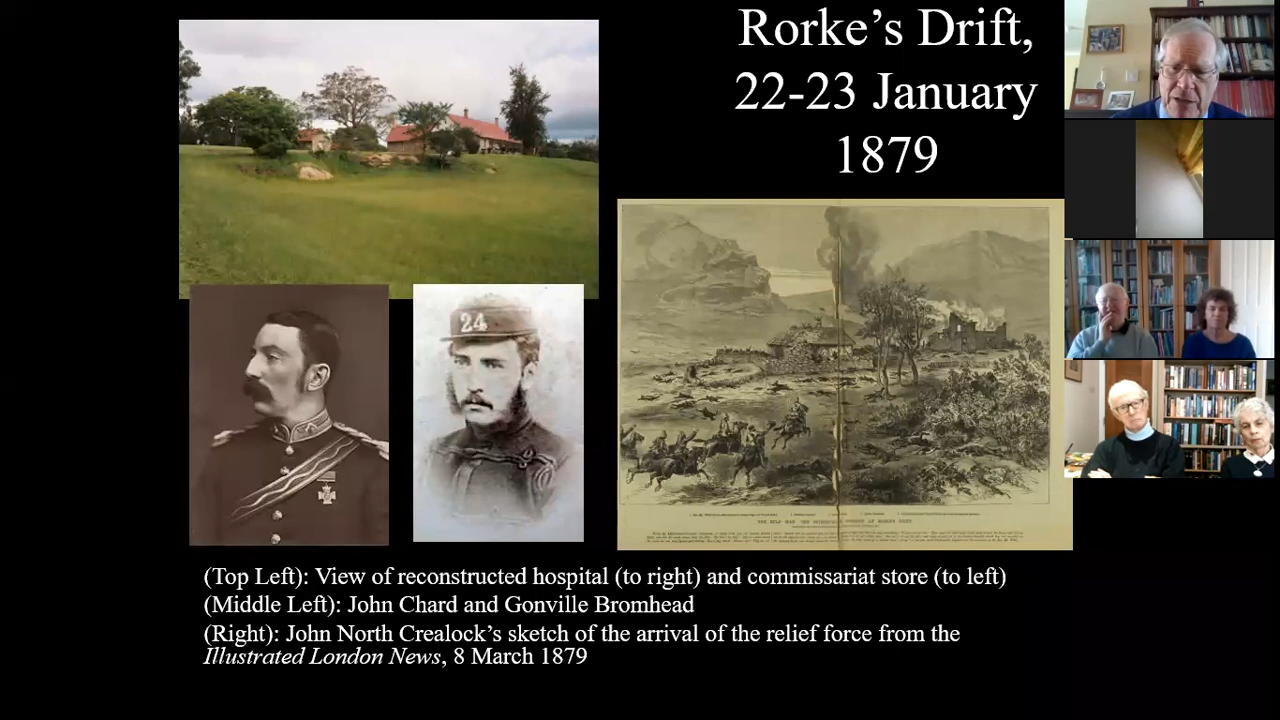 Rorke's Drift,
22-23 January
1879
24
(Top Left): View of reconstructed hospital (to right) and commissariat store (to left)
(Middle Left): John Chard and Gonville Bromhead
(Right): John North Crealock's sketch of the arrival of the relief force from the
Illustrated London News, 8 March 1879